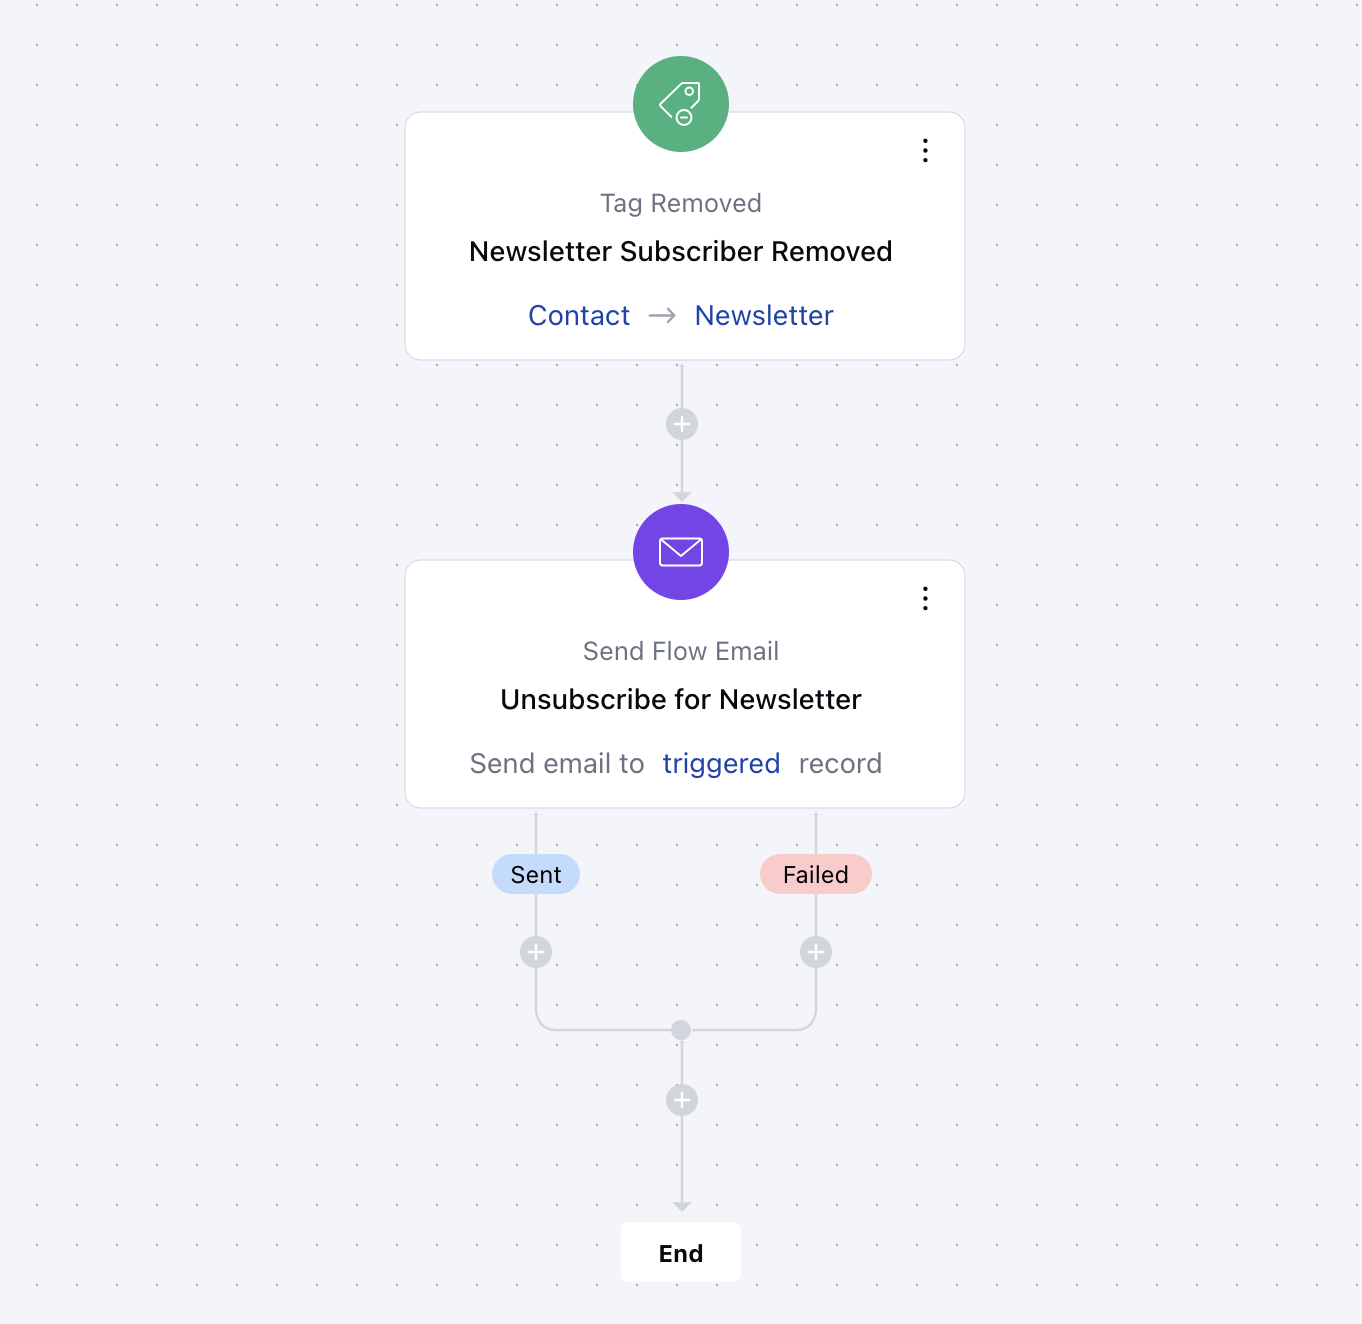 Tag Removed
Newsletter Subscriber Removed
Contact → Newsletter
Send Flow Email
Unsubscribe for Newsletter
Send email to triggered record
Sent Failed
End